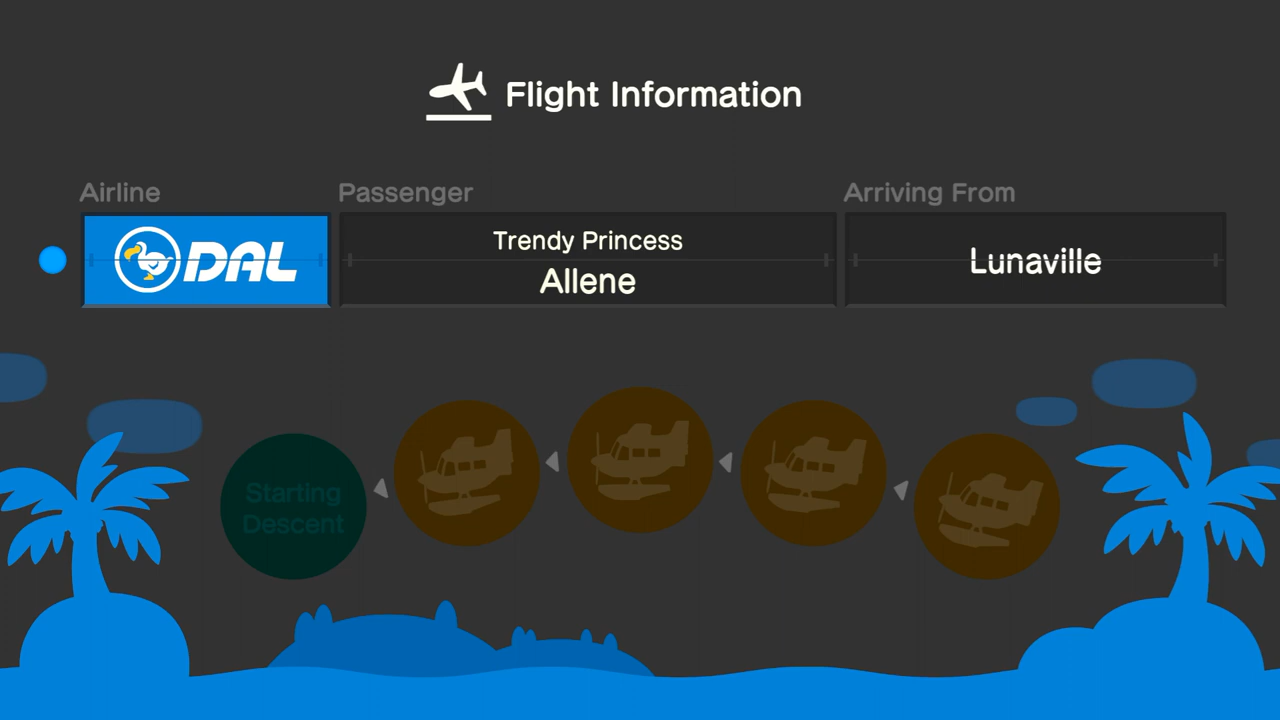 Flight Information
Airline
Passenger
Arriving From
DAL
Trendy Princess
Allene
Lunaville
Starting
Descent